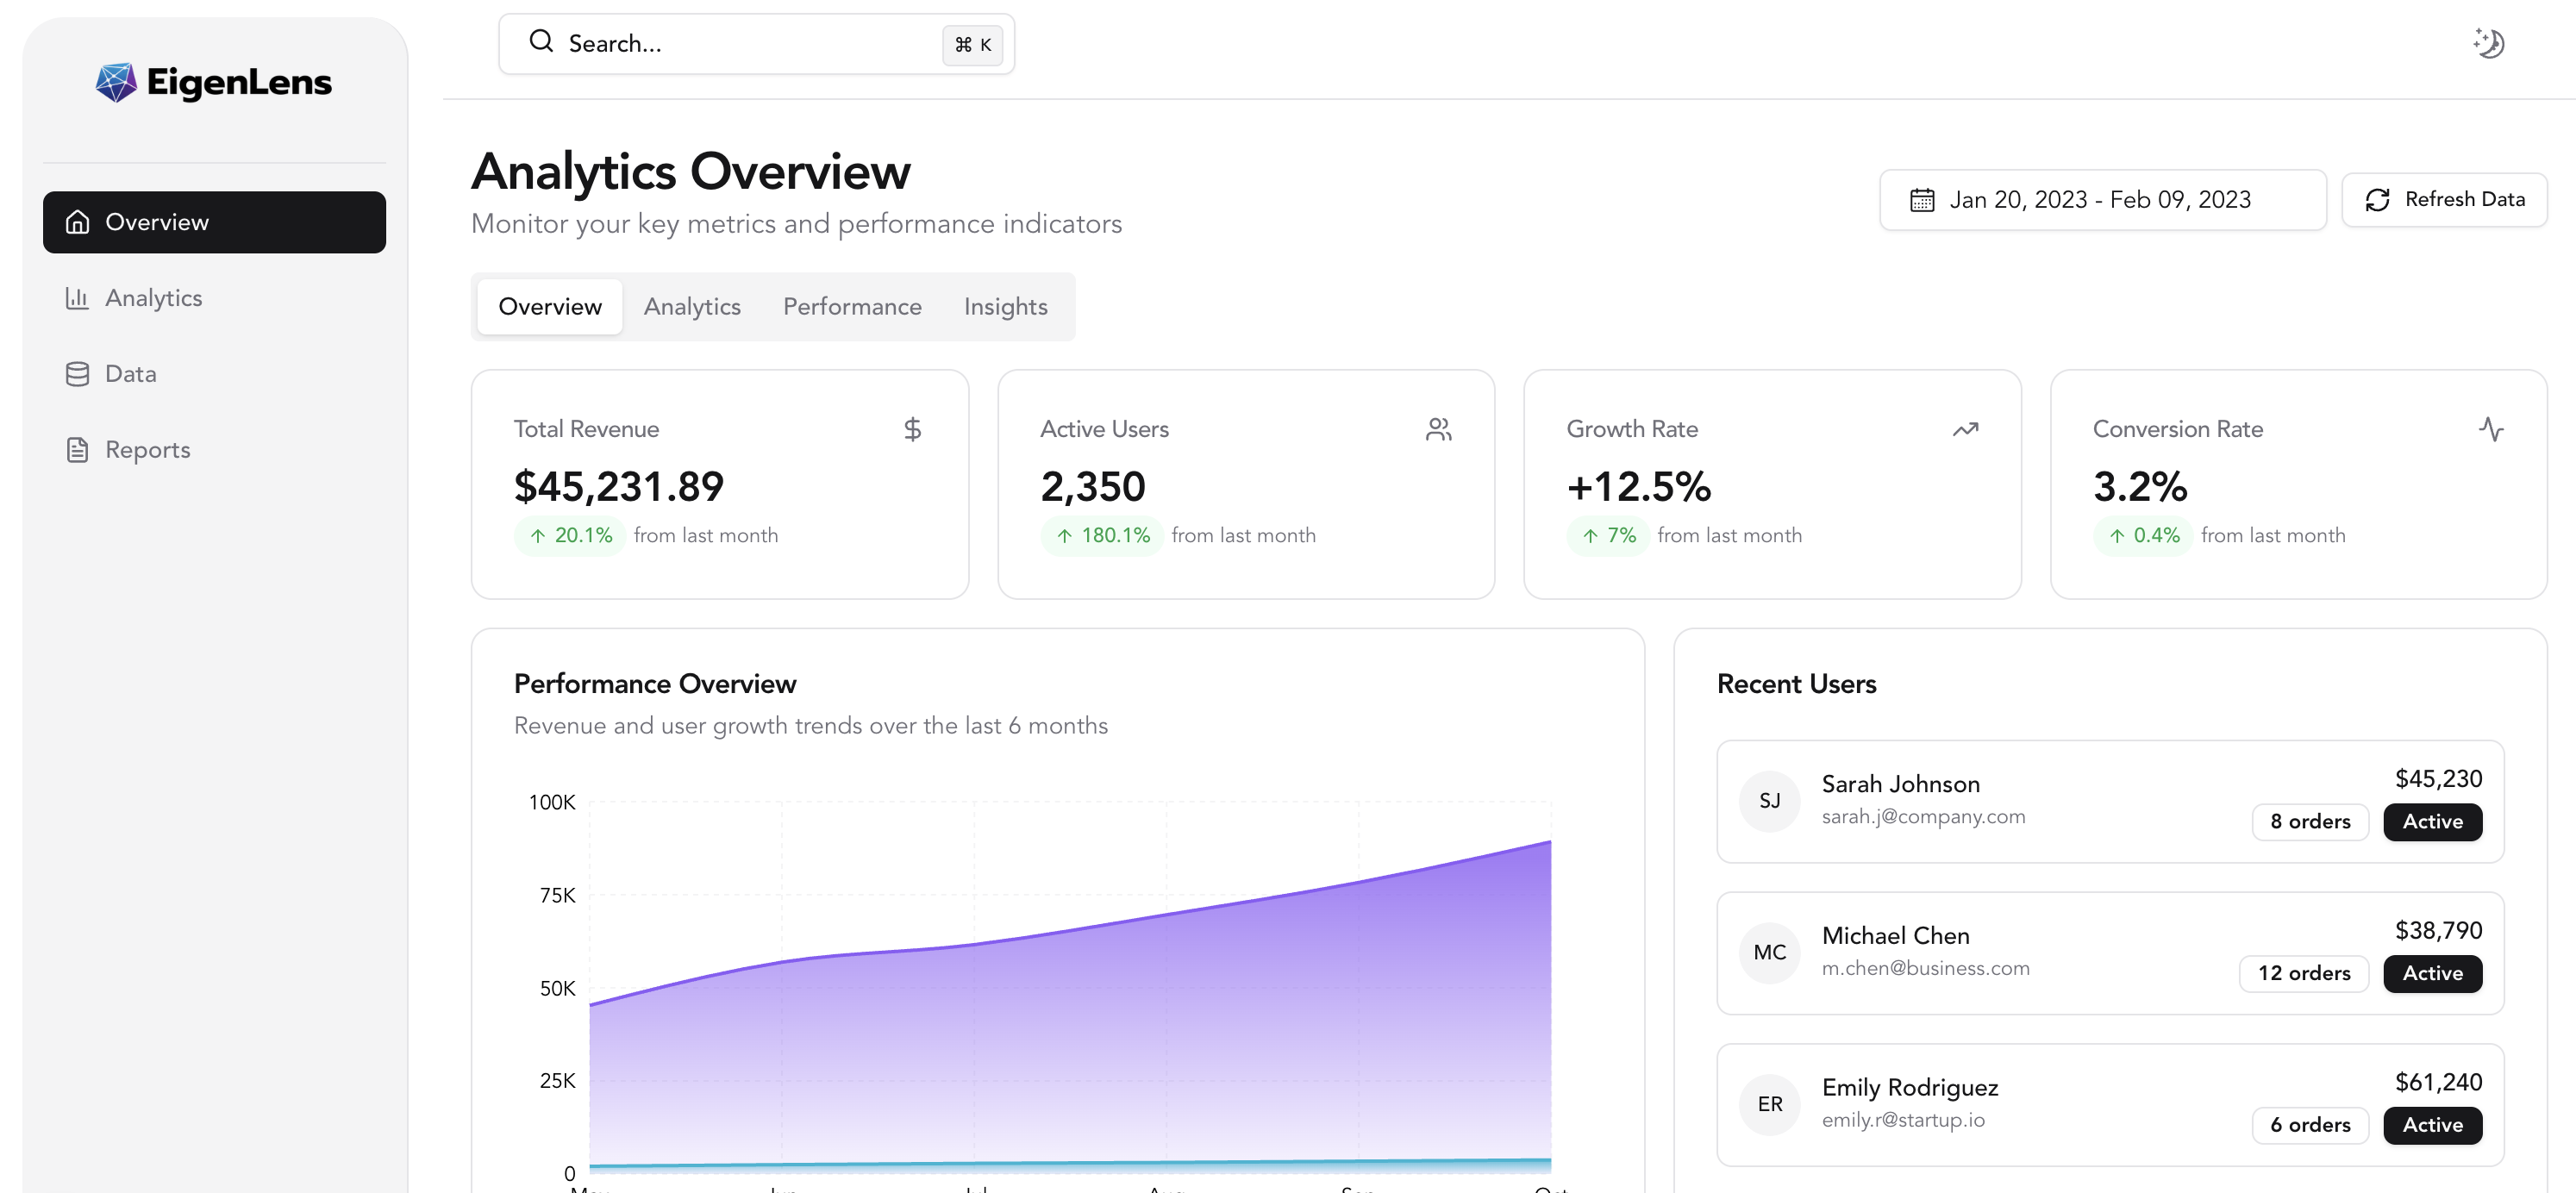 EigenLens
Overview
Analytics
Data
Reports
Search...
⌘ K
Analytics Overview
Monitor your key metrics and performance indicators
Jan 20, 2023 - Feb 09, 2023
Refresh Data
Overview Analytics Performance Insights
Total Revenue
$45,231.89
↑ 20.1% from last month
Active Users
2,350
↑ 180.1% from last month
Growth Rate
+12.5%
↑ 7% from last month
Conversion Rate
3.2%
↑ 0.4% from last month
Performance Overview
Revenue and user growth trends over the last 6 months
100K
75K
50K
25K
0
May Jun Jul Aug Sep Oct
Recent Users
SJ
Sarah Johnson
sarah.j@company.com
$45,230
8 orders Active
MC
Michael Chen
m.chen@business.com
$38,790
12 orders Active
ER
Emily Rodriguez
emily.r@startup.io
$61,240
6 orders Active